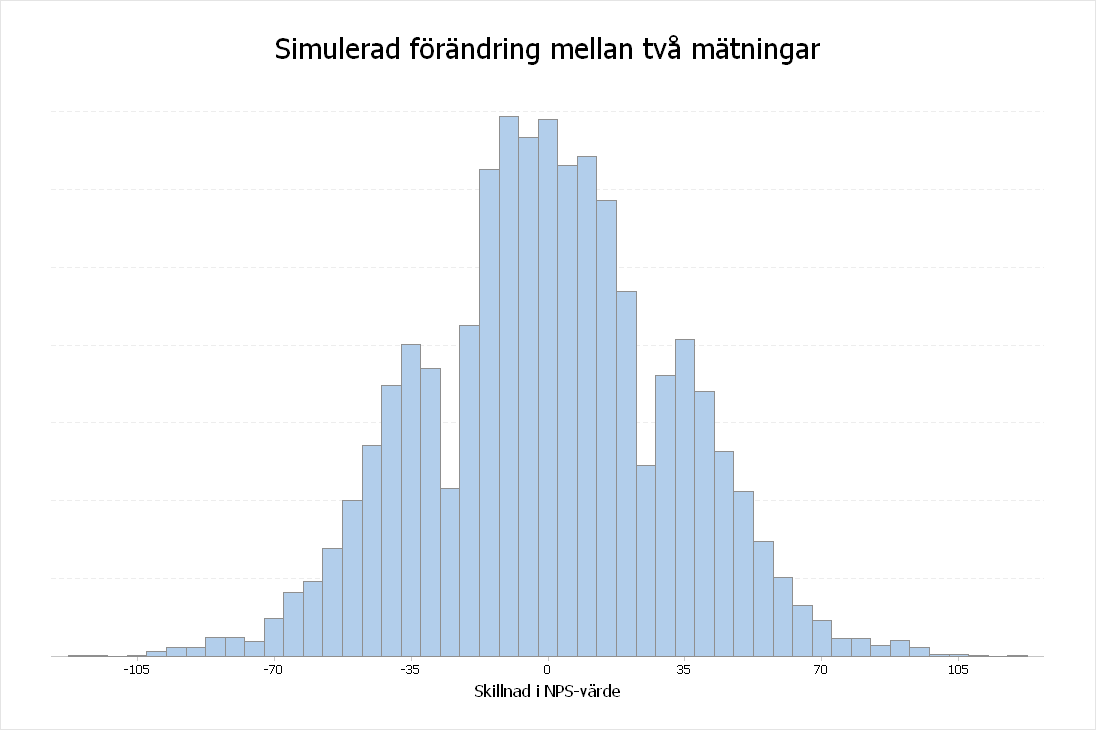 Simulerad förändring mellan två mätningar
-105 -70 -35 0 35 70 105
Skillnad i NPS-värde